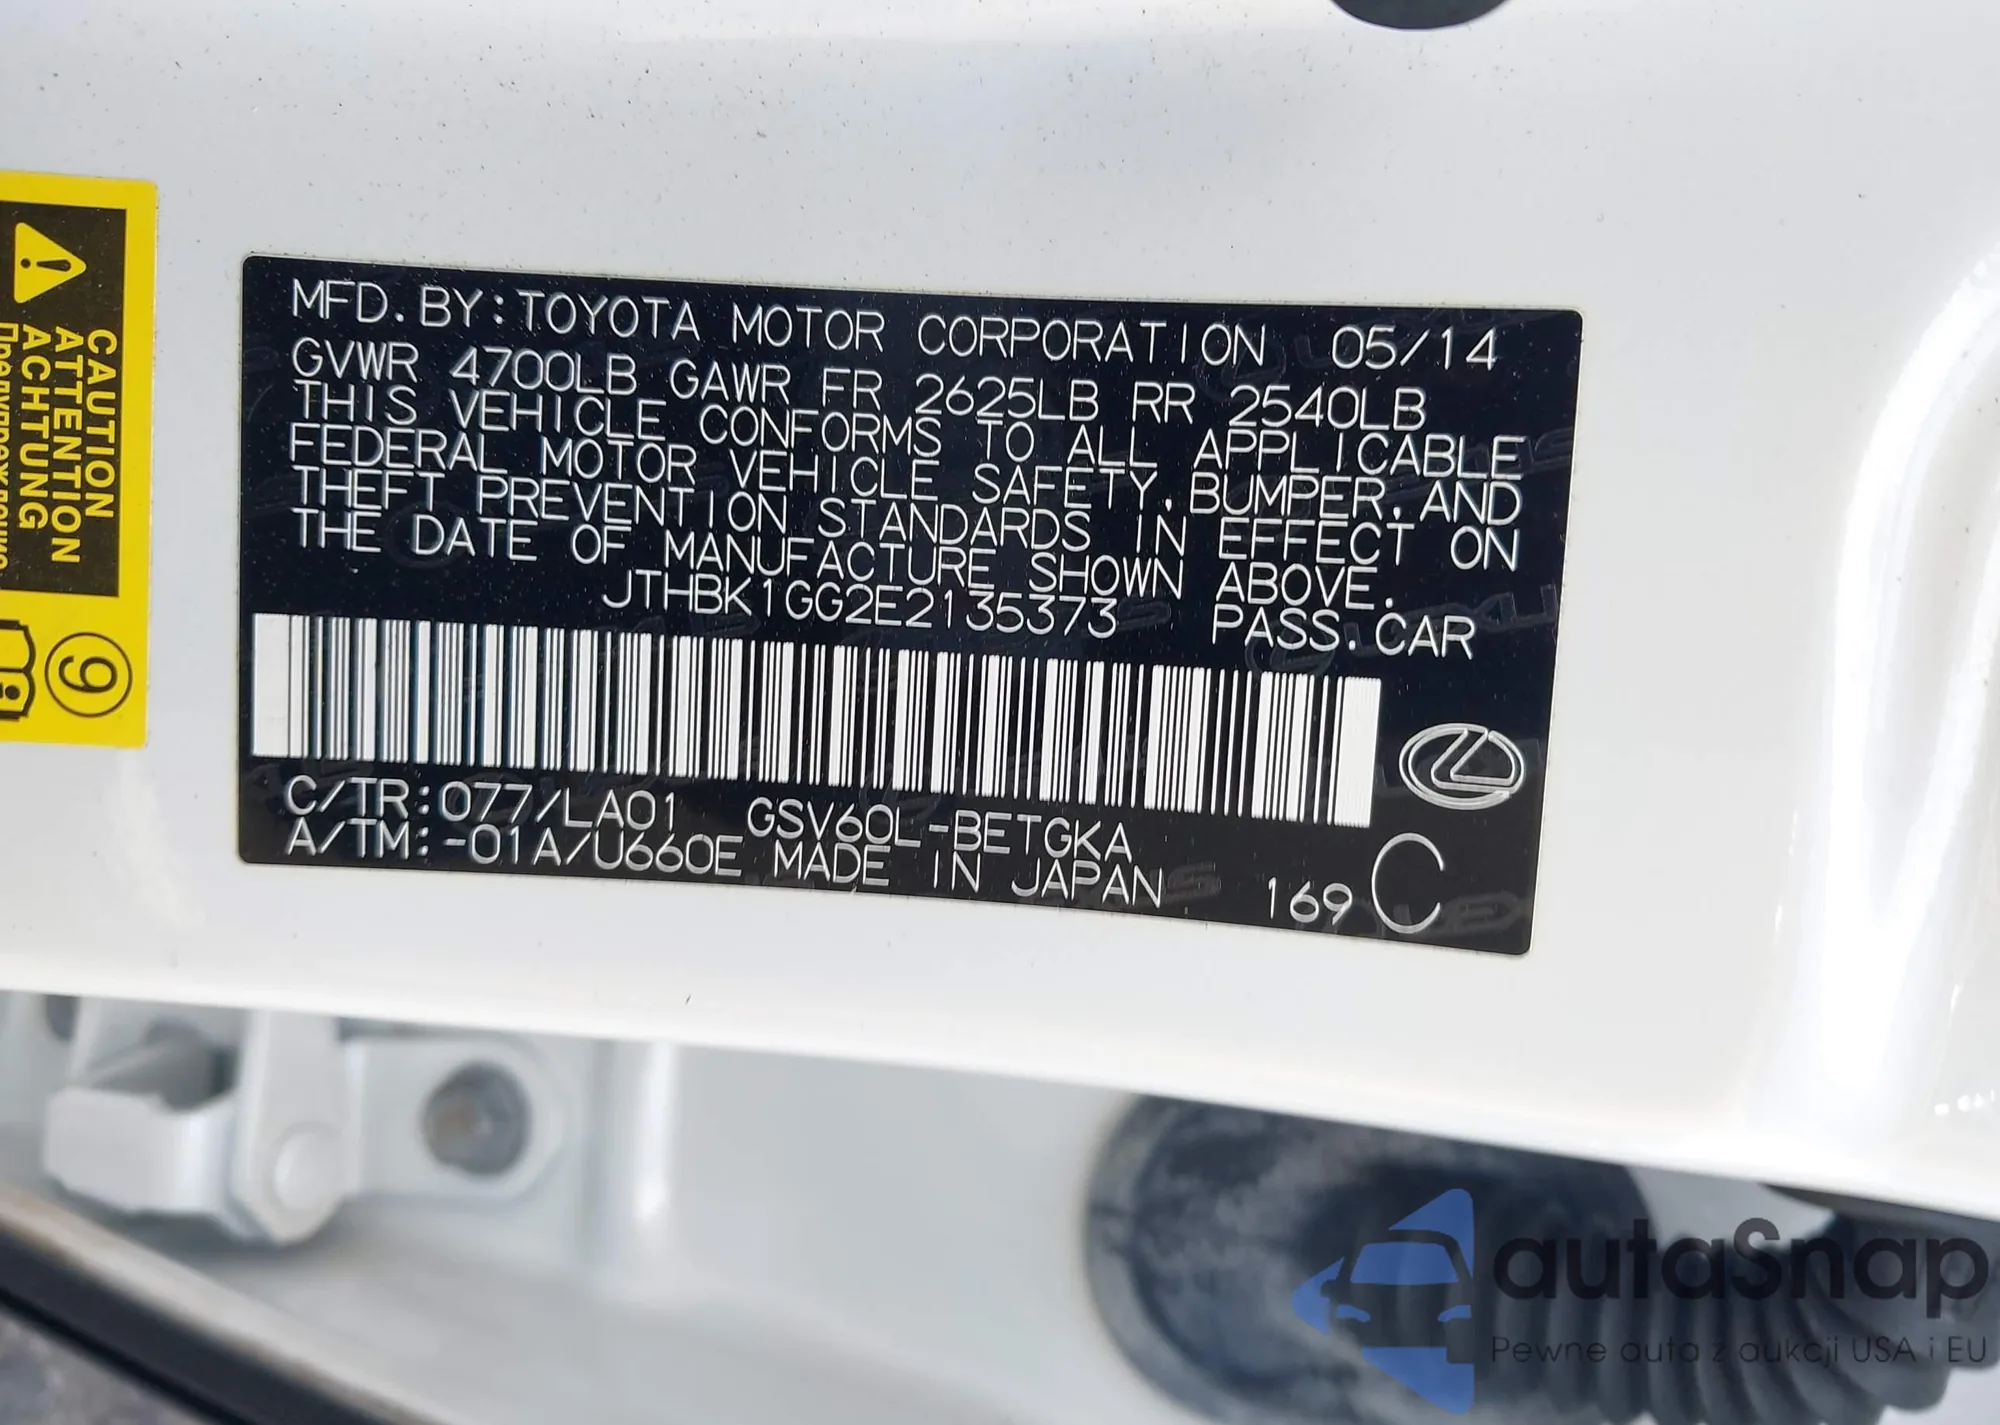 MFD. BY: TOYOTA MOTOR CORPORATION 05/14
GVWR 4700LB GAWR FR 2625LB RR 2540LB
THIS VEHICLE CONFORMS TO ALL APPLICABLE
FEDERAL MOTOR VEHICLE SAFETY, BUMPER, AND
THEFT PREVENTION STANDARDS IN EFFECT ON
THE DATE OF MANUFACTURE SHOWN ABOVE.
JTHBK1GG2E2135373 PASS. CAR
C/TR:077/LA01 GSV60L-BETGKA
A/TM:-01A/U660E MADE IN JAPAN 169 C
CAUTION
ATTENTION
ACHTUNG
9
autaSnap
Pewne auta z aukcji USA i EU